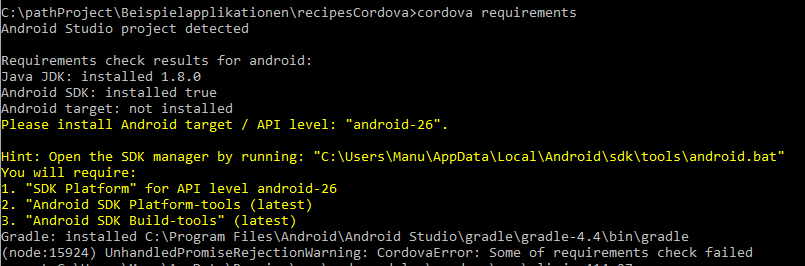 C:\pathProject\Beispielapplikationen\recipesCordova>cordova requirements
Android Studio project detected
Requirements check results for android:
Java JDK: installed 1.8.0
Android SDK: installed true
Android target: not installed
Please install Android target / API level: "android-26".
Hint: Open the SDK manager by running: "C:\Users\Manu\AppData\Local\Android\sdk\tools\android.bat"
You will require:
1. "SDK Platform" for API level android-26
2. "Android SDK Platform-tools (latest)
3. "Android SDK Build-tools" (latest)
Gradle: installed C:\Program Files\Android\Android Studio\gradle\gradle-4.4\bin\gradle
(node:15924) UnhandledPromiseRejectionWarning: CordovaError: Some of requirements check failed